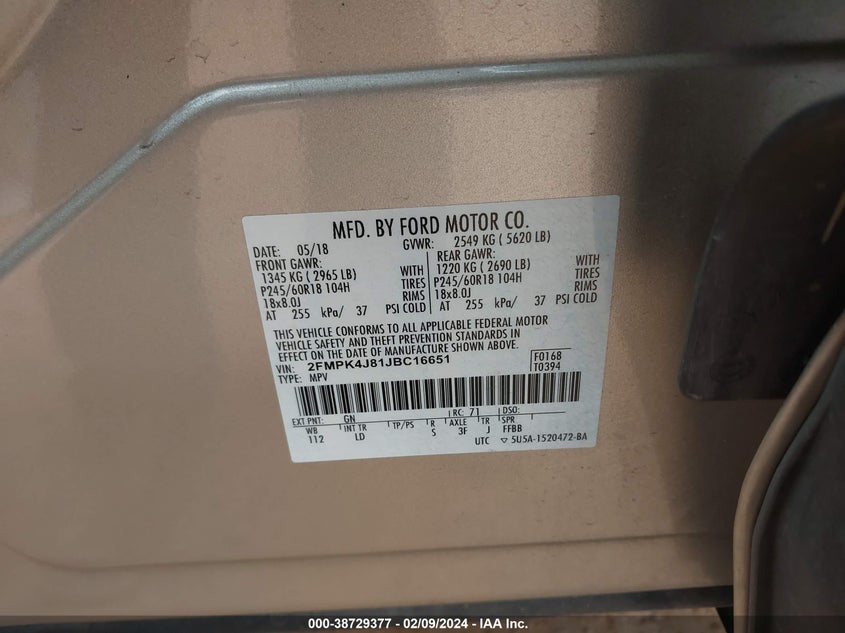 MFD. BY FORD MOTOR CO.
DATE: 05/18 GVWR: 2549 KG ( 5620 LB)
FRONT GAWR: REAR GAWR:
1345 KG ( 2965 LB) WITH 1220 KG ( 2690 LB) WITH
P245/60R18 104H TIRES P245/60R18 104H TIRES
18x8.0J RIMS 18x8.0J RIMS
AT 255 kPa/ 37 PSI COLD AT 255 kPa/ 37 PSI COLD
THIS VEHICLE CONFORMS TO ALL APPLICABLE FEDERAL MOTOR
VEHICLE SAFETY AND THEFT PREVENTION STANDARDS IN
EFFECT ON THE DATE OF MANUFACTURE SHOWN ABOVE.
VIN: 2FMPK4J81JBC16651 F0168
TYPE: MPV T0394
EXT PNT: GN RC: 71 DSO:
WB INT TR TP/PS R AXLE TR SPR
112 LD S 3F J FFBB
UTC ▽ 5U5A-1520472-BA
000-38729377 - 02/09/2024 - IAA Inc.